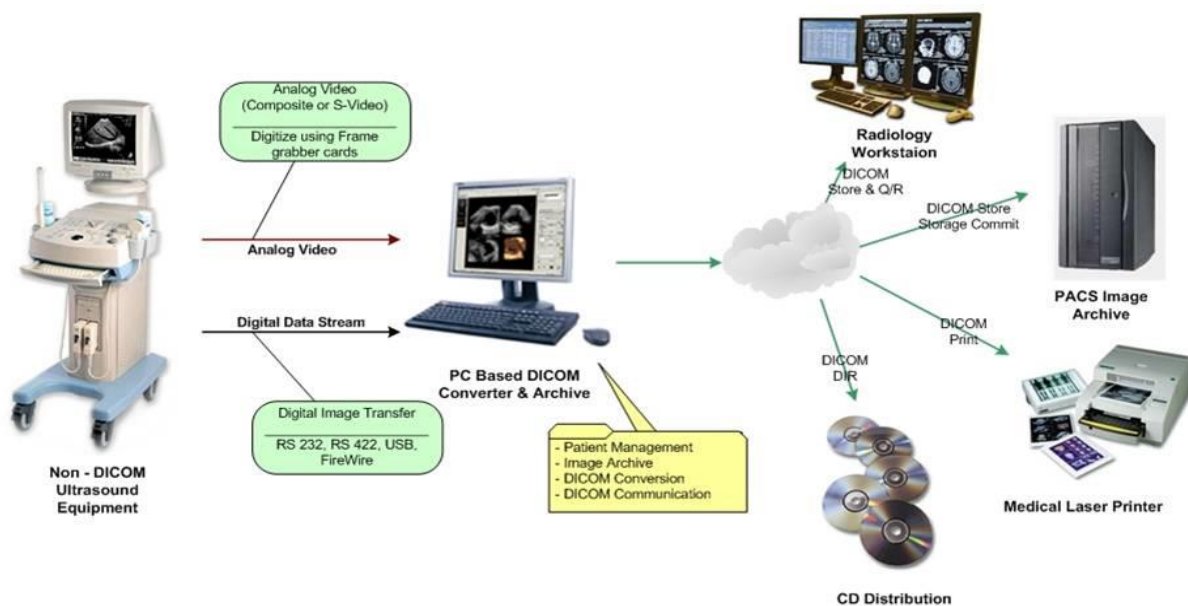 Analog Video
(Composite or S-Video)
Digitize using Frame
grabber cards
Analog Video
Digital Data Stream
Digital Image Transfer
RS 232, RS 422, USB,
FireWire
Non - DICOM
Ultrasound
Equipment
PC Based DICOM
Converter & Archive
- Patient Management
- Image Archive
- DICOM Conversion
- DICOM Communication
Radiology
Workstaion
DICOM
Store & Q/R
DICOM Store
Storage Commit
PACS Image
Archive
DICOM
Print
Medical Laser Printer
DICOM
DIR
CD Distribution